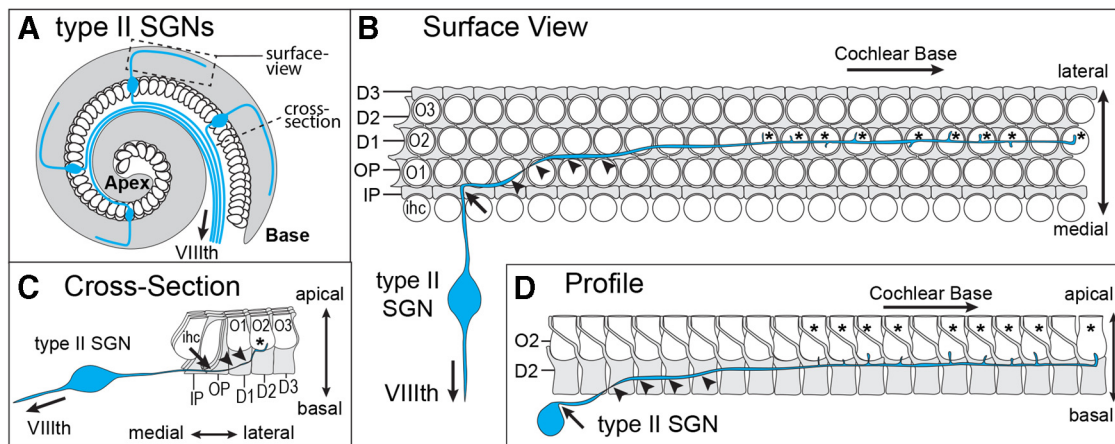 A type II SGNs
surface-
view
cross-
section
Apex
Base
VIIIth
B Surface View
Cochlear Base
lateral
D3
D2
D1
OP
IP
O3
O2
O1
ihc
* * * * * * * * *
medial
type II
SGN
VIIIth
C Cross-Section
apical
ihc
O1 O2 O3
*
type II SGN
IP OP D1 D2 D3
basal
VIIIth
medial lateral
D Profile
Cochlear Base
apical
O2
* * * * * * * * *
D2
basal
type II SGN